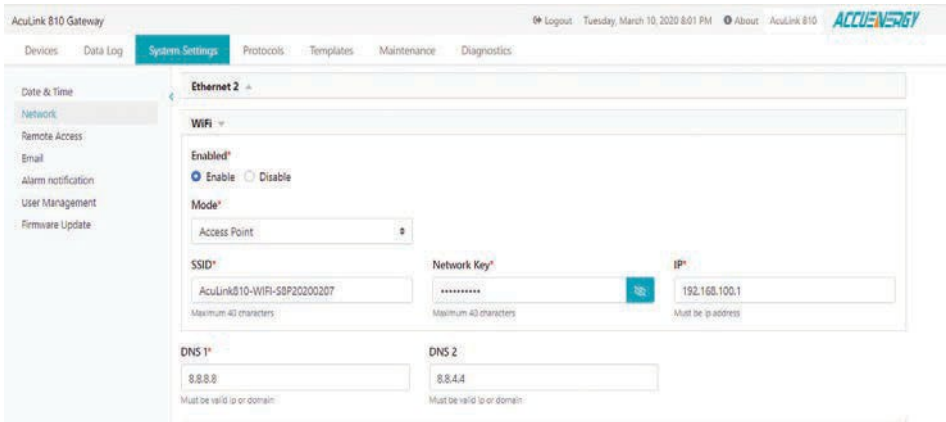 AcuLink 810 Gateway
Logout Tuesday, March 10, 2020 8:01 PM About AcuLink 810 ACCUENERGY
Devices Data Log System Settings Protocols Templates Maintenance Diagnostics
Date & Time
Network
Remote Access
Email
Alarm notification
User Management
Firmware Update
Ethernet 2
WiFi
Enabled*
Enable Disable
Mode*
Access Point
SSID* Network Key* IP*
AcuLink810-WIFI-S8P20200207 ********** 192.168.100.1
Maximum 40 characters Maximum 40 characters Must be ip address
DNS 1* DNS 2
8.8.8.8 8.8.4.4
Must be valid ip or domain Must be valid ip or domain